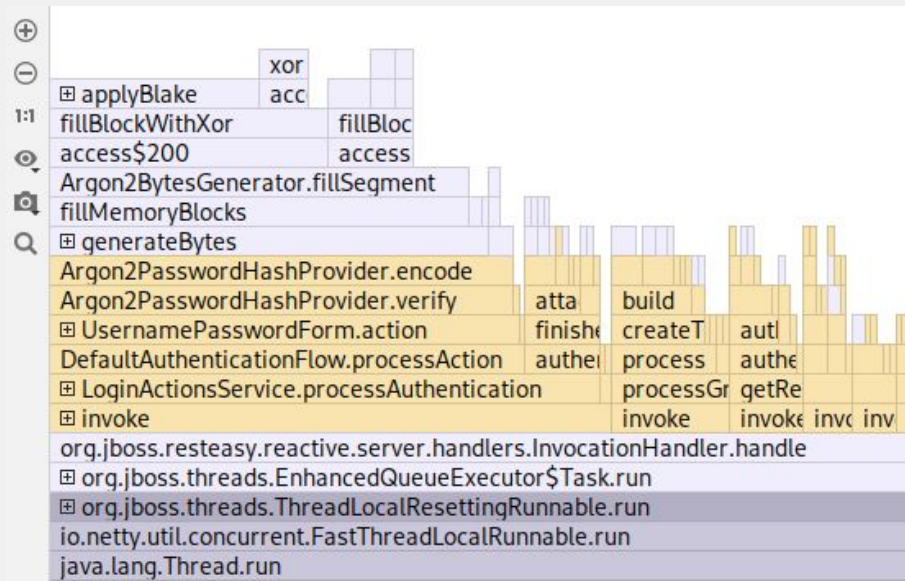 xor
applyBlake acc
1:1
fillBlockWithXor fillBloc
access$200 access
Argon2BytesGenerator.fillSegment
fillMemoryBlocks
generateBytes
Argon2PasswordHashProvider.encode
Argon2PasswordHashProvider.verify atta build
UsernamePasswordForm.action finishe createT
DefaultAuthenticationFlow.processAction process authe
LoginActionsService.processAuthentication processGr getRe
invoke invoke invoke invo inv
org.jboss.resteasy.reactive.server.handlers.InvocationHandler.handle
org.jboss.threads.EnhancedQueueExecutor$Task.run
org.jboss.threads.ThreadLocalResettingRunnable.run
io.netty.util.concurrent.FastThreadLocalRunnable.run
java.lang.Thread.run